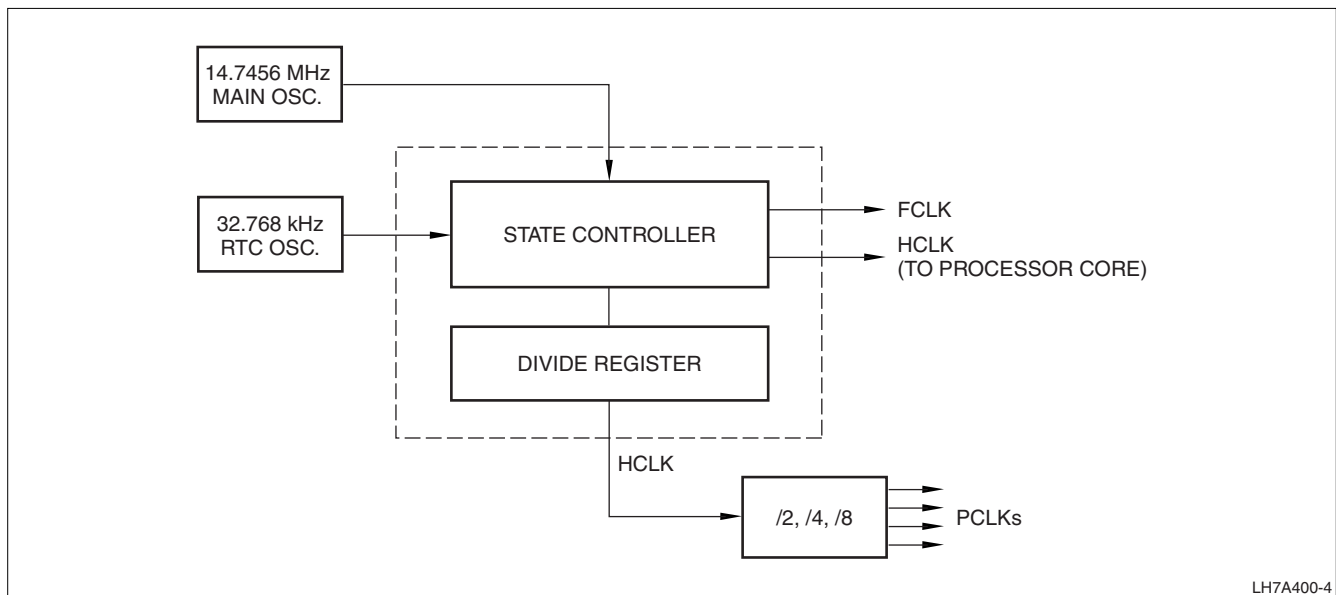 14.7456 MHz
MAIN OSC.
32.768 kHz
RTC OSC.
STATE CONTROLLER
FCLK
HCLK
(TO PROCESSOR CORE)
DIVIDE REGISTER
HCLK
/2, /4, /8
PCLKs
LH7A400-4